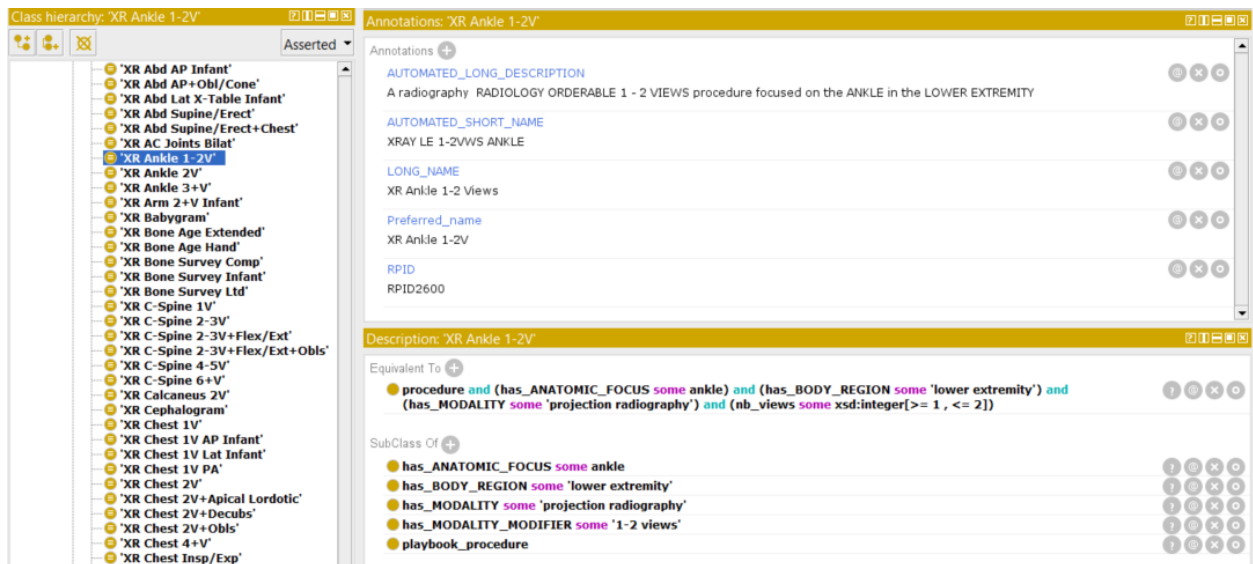 Class hierarchy: 'XR Ankle 1-2V'
Asserted
'XR Abd AP Infant'
'XR Abd AP+Obl/Cone'
'XR Abd Lat X-Table Infant'
'XR Abd Supine/Erect'
'XR Abd Supine/Erect+Chest'
'XR AC Joints Bilat'
'XR Ankle 1-2V'
'XR Ankle 2V'
'XR Ankle 3+V'
'XR Arm 2+V Infant'
'XR Babygram'
'XR Bone Age Extended'
'XR Bone Age Hand'
'XR Bone Survey Comp'
'XR Bone Survey Infant'
'XR Bone Survey Ltd'
'XR C-Spine 1V'
'XR C-Spine 2-3V'
'XR C-Spine 2-3V+Flex/Ext'
'XR C-Spine 2-3V+Flex/Ext+Obls'
'XR C-Spine 4-5V'
'XR C-Spine 6+V'
'XR Calcaneus 2V'
'XR Cephalogram'
'XR Chest 1V'
'XR Chest 1V AP Infant'
'XR Chest 1V Lat Infant'
'XR Chest 1V PA'
'XR Chest 2V'
'XR Chest 2V+Apical Lordotic'
'XR Chest 2V+Decubs'
'XR Chest 2V+Obls'
'XR Chest 4+V'
'XR Chest Insp/Exp'
Annotations: 'XR Ankle 1-2V'
Annotations
AUTOMATED_LONG_DESCRIPTION
A radiography RADIOLOGY ORDERABLE 1 - 2 VIEWS procedure focused on the ANKLE in the LOWER EXTREMITY
AUTOMATED_SHORT_NAME
XRAY LE 1-2VWS ANKLE
LONG_NAME
XR Ankle 1-2 Views
Preferred_name
XR Ankle 1-2V
RPID
RPID2600
Description: 'XR Ankle 1-2V'
Equivalent To
procedure and (has_ANATOMIC_FOCUS some ankle) and (has_BODY_REGION some 'lower extremity') and
(has_MODALITY some 'projection radiography') and (nb_views some xsd:integer[>= 1 , <= 2])
SubClass Of
has_ANATOMIC_FOCUS some ankle
has_BODY_REGION some 'lower extremity'
has_MODALITY some 'projection radiography'
has_MODALITY_MODIFIER some '1-2 views'
playbook_procedure